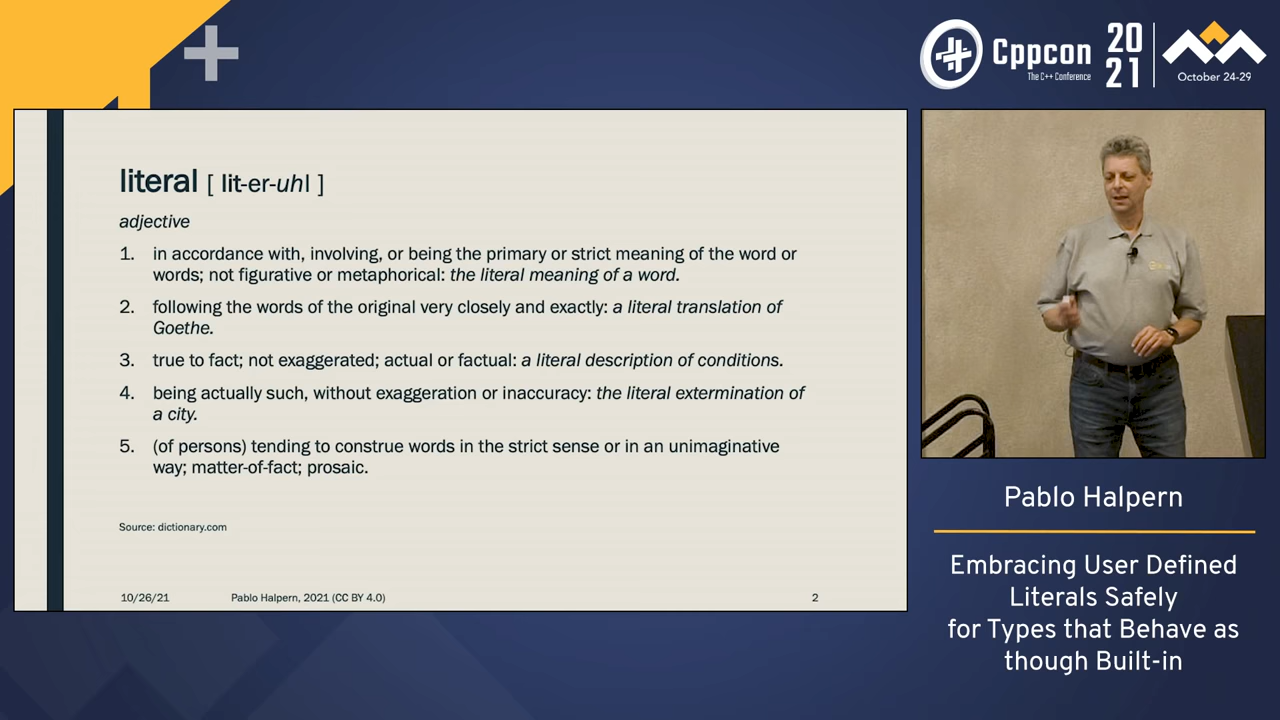 Cppcon
The C++ Conference
20
21
October 24-29
literal [ lit-er-uhl ]
adjective
1. in accordance with, involving, or being the primary or strict meaning of the word or
words; not figurative or metaphorical: the literal meaning of a word.
2. following the words of the original very closely and exactly: a literal translation of
Goethe.
3. true to fact; not exaggerated; actual or factual: a literal description of conditions.
4. being actually such, without exaggeration or inaccuracy: the literal extermination of
a city.
5. (of persons) tending to construe words in the strict sense or in an unimaginative
way; matter-of-fact; prosaic.
Source: dictionary.com
10/26/21 Pablo Halpern, 2021 (CC BY 4.0) 2
Pablo Halpern
Embracing User Defined
Literals Safely
for Types that Behave as
though Built-in